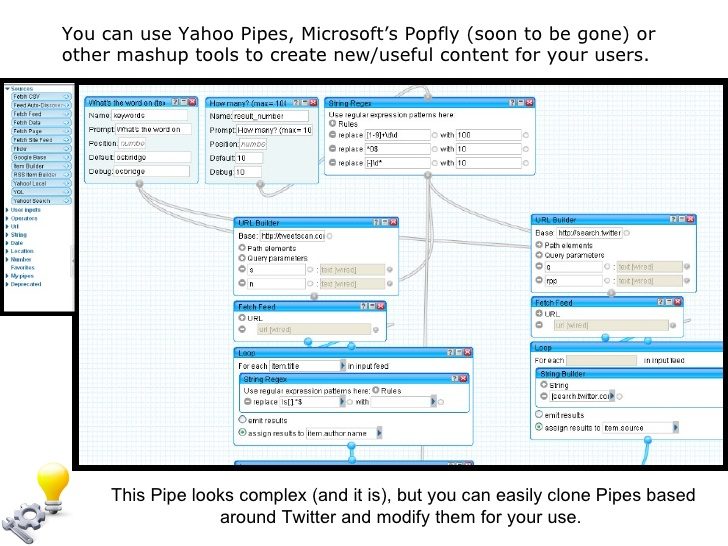 You can use Yahoo Pipes, Microsoft's Popfly (soon to be gone) or
other mashup tools to create new/useful content for your users.
Sources
Fetch CSV
Feed Auto-Discovery
Fetch Feed
Fetch Data
Fetch Page
Fetch Site Feed
Flickr
Google Base
Item Builder
RSS Item Builder
Yahoo! Local
YQL
Yahoo! Search
User inputs
Operators
Url
String
Date
Location
Number
Favorites
My pipes
Deprecated
What's the word on (tex
Name: keywords
Prompt: What's the word on
Position: numbe
Default: osbridge
Debug: osbridge
How many? (max= 10(
Name: result_number
Prompt: How many? (max= 10
Position: numbe
Default: 10
Debug: 10
String Regex
Use regular expression patterns here:
Rules
replace [1-9]+\d\d with 100
replace ^0$ with 10
replace [-]\d* with 10
URL Builder
Base: http://tweetscan.co
Path elements
Query parameters
s : text [wired]
n : text [wired]
Fetch Feed
URL
url [wired]
Loop
For each item.title in input feed
String Regex
Use regular expression patterns here: Rules
replace with
emit results
assign results to item.author.name
URL Builder
Base: http://search.twitter
Path elements
Query parameters
q : text [wired]
rpp : text [wired]
Fetch Feed
URL
url [wired]
Loop
For each in input feed
String Builder
String
[search.twitter.co
emit results
assign results to item.source
This Pipe looks complex (and it is), but you can easily clone Pipes based
around Twitter and modify them for your use.